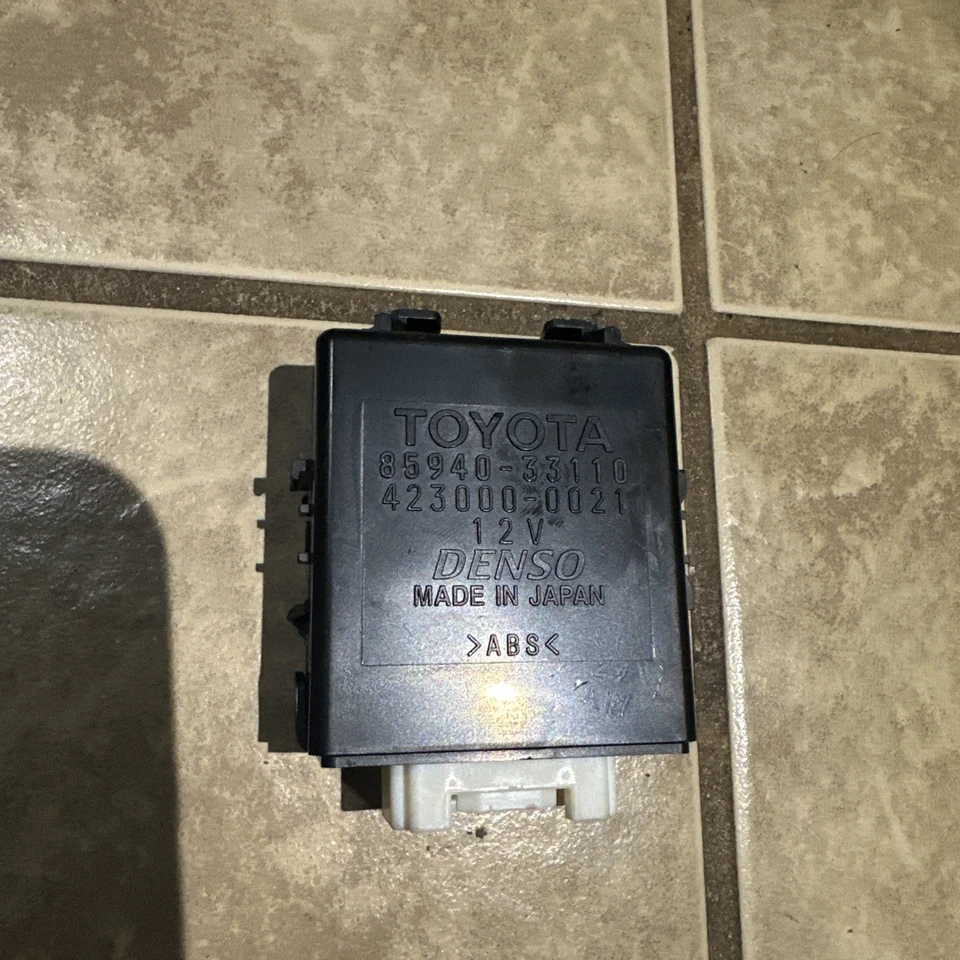 TOYOTA
85940-33110
423000-0021
12V
DENSO
MADE IN JAPAN
>ABS<